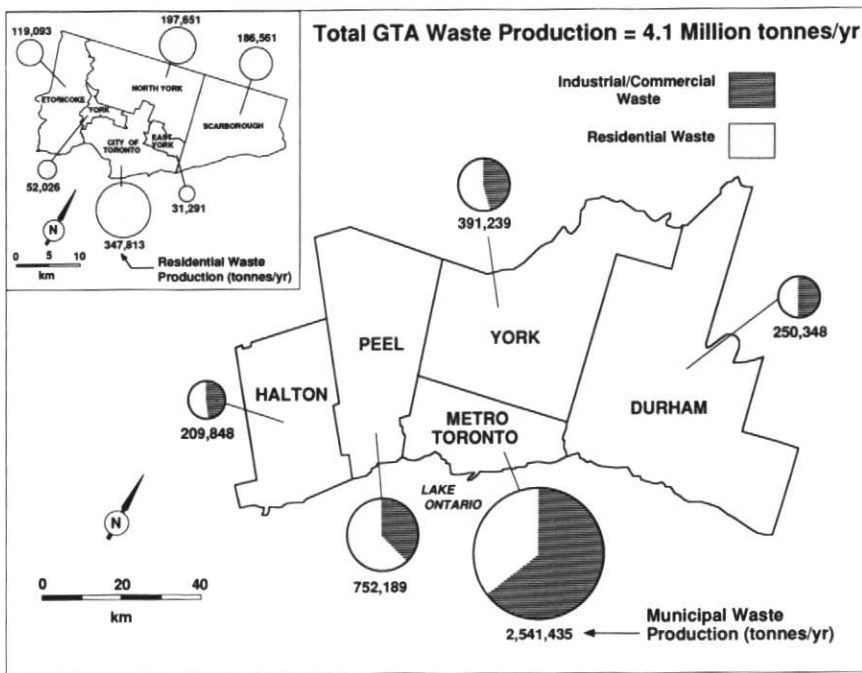 Total GTA Waste Production = 4.1 Million tonnes/yr
119,093
197,651
186,561
NORTH YORK
ETOBICOKE
YORK
SCARBOROUGH
CITY OF
TORONTO
EAST
YORK
52,026
31,291
347,813
N
0 5 10
km
Residential Waste
Production (tonnes/yr)
Industrial/Commercial
Waste
Residential Waste
391,239
250,348
PEEL
YORK
HALTON
DURHAM
METRO
TORONTO
209,848
LAKE
ONTARIO
N
752,189
0 20 40
km
2,541,435
Municipal Waste
Production (tonnes/yr)